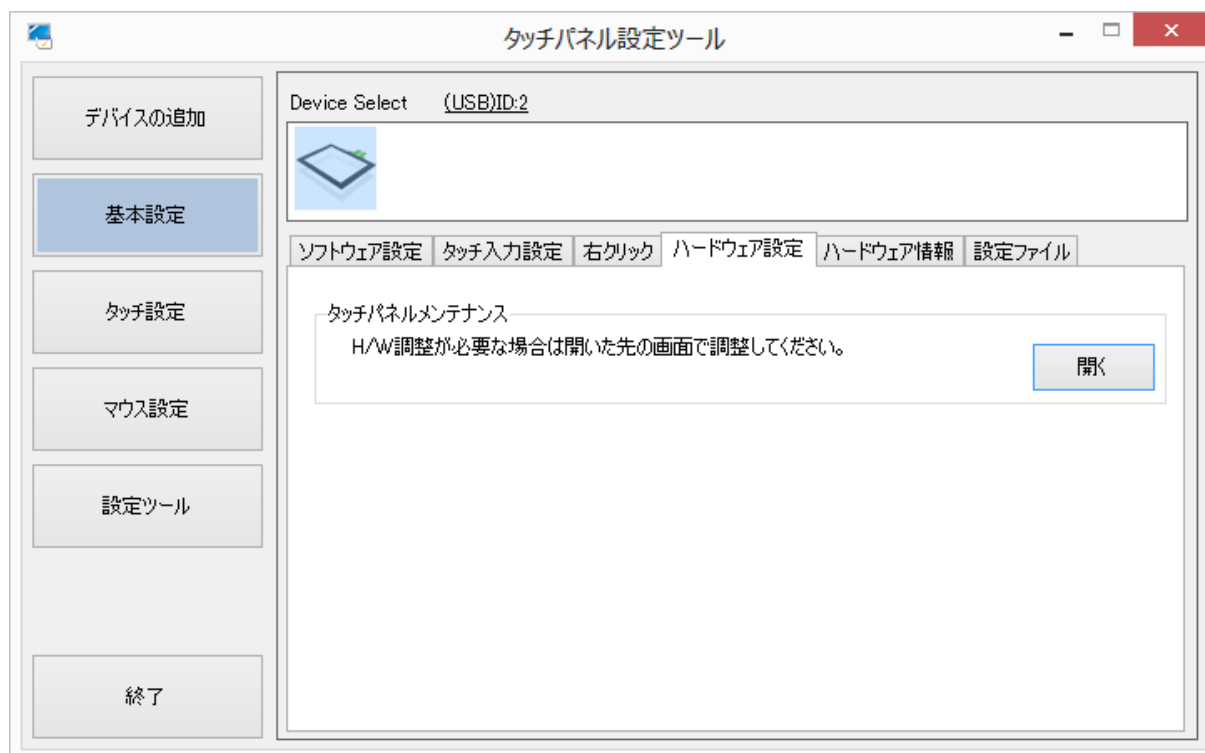 タッチパネル設定ツール
デバイスの追加
基本設定
タッチ設定
マウス設定
設定ツール
終了
Device Select (USB)ID:2
ソフトウェア設定 タッチ入力設定 右クリック ハードウェア設定 ハードウェア情報 設定ファイル
タッチパネルメンテナンス
H/W調整が必要な場合は開いた先の画面で調整してください。
開く